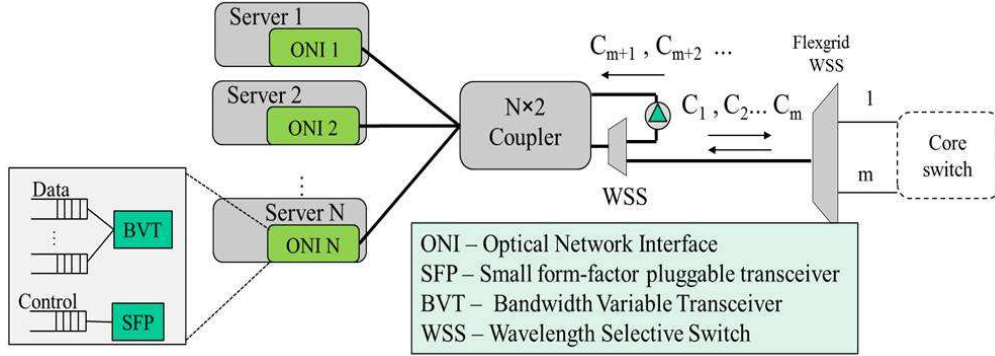 Server 1
ONI 1
Server 2
ONI 2
⋮
Server N
ONI N
N×2
Coupler
C_{m+1} , C_{m+2} ...
C_1 , C_2... C_m
WSS
Flexgrid
WSS
1
m
Core
switch
Data
⋮
BVT
Control
SFP
ONI – Optical Network Interface
SFP – Small form-factor pluggable transceiver
BVT – Bandwidth Variable Transceiver
WSS – Wavelength Selective Switch